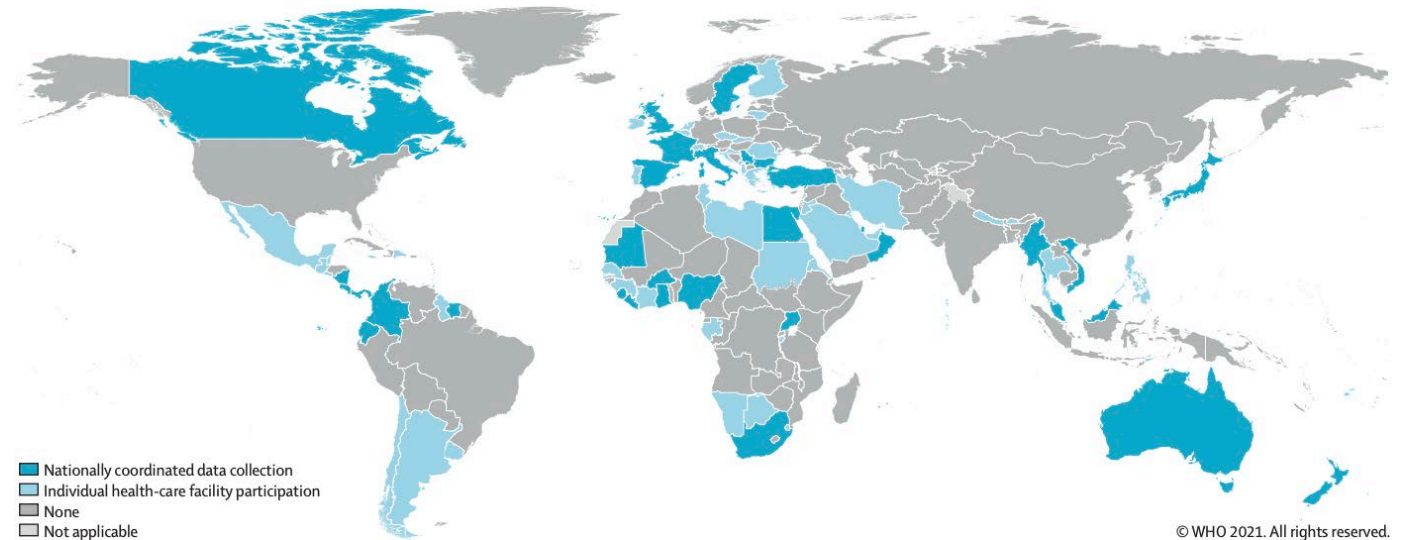 Nationally coordinated data collection
Individual health-care facility participation
None
Not applicable
© WHO 2021. All rights reserved.